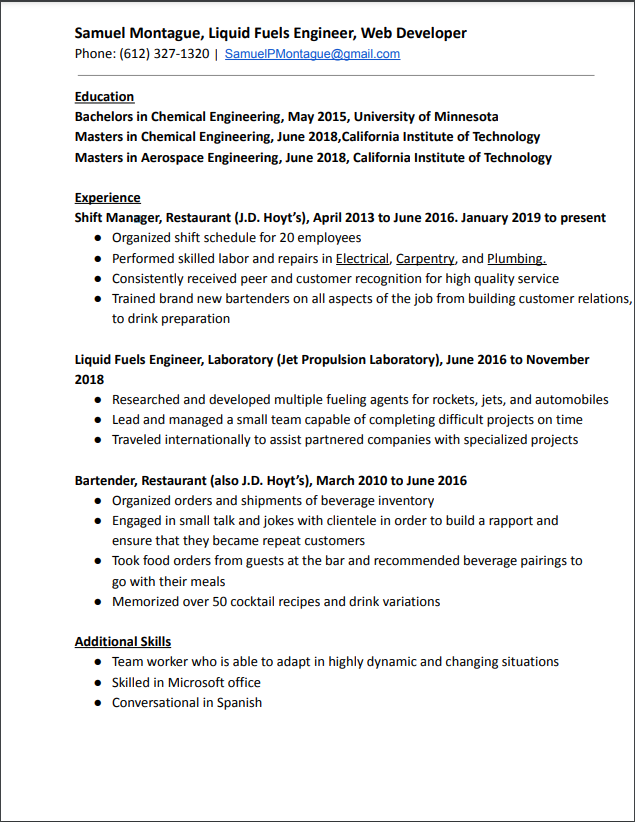 Samuel Montague, Liquid Fuels Engineer, Web Developer
Phone: (612) 327-1320 | SamuelPMontague@gmail.com
Education
Bachelors in Chemical Engineering, May 2015, University of Minnesota
Masters in Chemical Engineering, June 2018,California Institute of Technology
Masters in Aerospace Engineering, June 2018, California Institute of Technology
Experience
Shift Manager, Restaurant (J.D. Hoyt’s), April 2013 to June 2016. January 2019 to present
● Organized shift schedule for 20 employees
● Performed skilled labor and repairs in Electrical, Carpentry, and Plumbing.
● Consistently received peer and customer recognition for high quality service
● Trained brand new bartenders on all aspects of the job from building customer relations,
to drink preparation
Liquid Fuels Engineer, Laboratory (Jet Propulsion Laboratory), June 2016 to November
2018
● Researched and developed multiple fueling agents for rockets, jets, and automobiles
● Lead and managed a small team capable of completing difficult projects on time
● Traveled internationally to assist partnered companies with specialized projects
Bartender, Restaurant (also J.D. Hoyt’s), March 2010 to June 2016
● Organized orders and shipments of beverage inventory
● Engaged in small talk and jokes with clientele in order to build a rapport and
ensure that they became repeat customers
● Took food orders from guests at the bar and recommended beverage pairings to
go with their meals
● Memorized over 50 cocktail recipes and drink variations
Additional Skills
● Team worker who is able to adapt in highly dynamic and changing situations
● Skilled in Microsoft office
● Conversational in Spanish